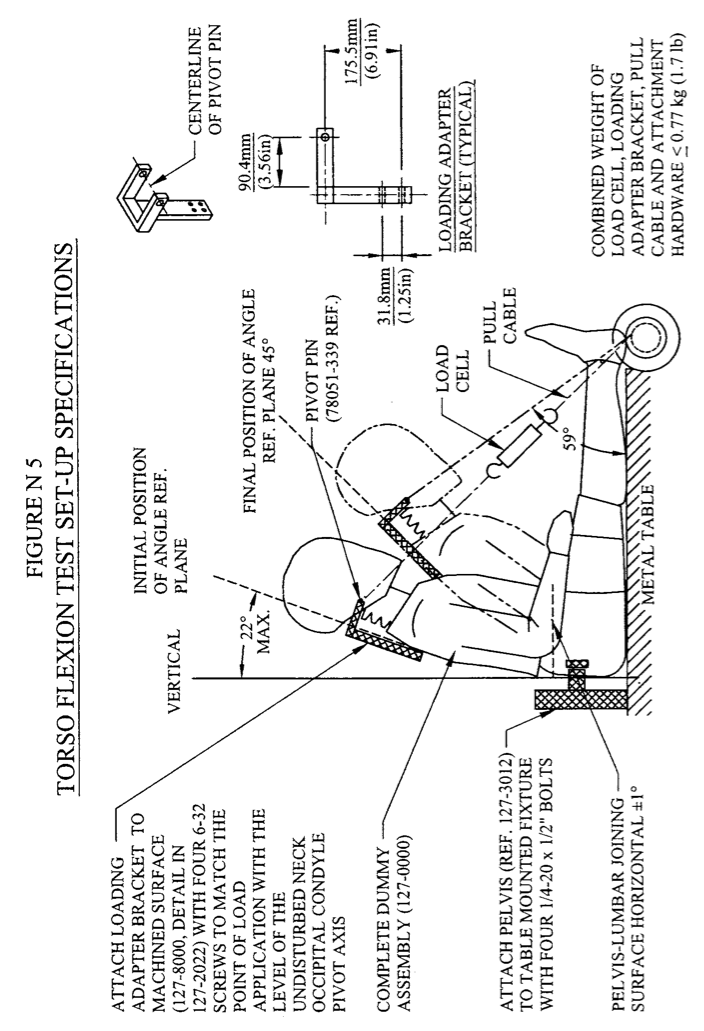 FIGURE N 5
TORSO FLEXION TEST SET-UP SPECIFICATIONS
ATTACH LOADING
ADAPTER BRACKET TO
MACHINED SURFACE
(127-8000, DETAIL IN
127-2022) WITH FOUR 6-32
SCREWS TO MATCH THE
POINT OF LOAD
APPLICATION WITH THE
LEVEL OF THE
UNDISTURBED NECK
OCCIPITAL CONDYLE
PIVOT AXIS
COMPLETE DUMMY
ASSEMBLY (127-0000)
ATTACH PELVIS (REF. 127-3012)
TO TABLE MOUNTED FIXTURE
WITH FOUR 1/4-20 x 1/2" BOLTS
PELVIS-LUMBAR JOINING
SURFACE HORIZONTAL ±1°
VERTICAL
22°
MAX.
INITIAL POSITION
OF ANGLE REF.
PLANE
FINAL POSITION OF ANGLE
REF. PLANE 45°
PIVOT PIN
(78051-339 REF.)
LOAD
CELL
PULL
CABLE
59°
METAL TABLE
CENTERLINE
OF PIVOT PIN
90.4mm
(3.56in)
175.5mm
(6.91in)
31.8mm
(1.25in)
LOADING ADAPTER
BRACKET (TYPICAL)
COMBINED WEIGHT OF
LOAD CELL, LOADING
ADAPTER BRACKET, PULL
CABLE AND ATTACHMENT
HARDWARE ≤ 0.77 kg (1.7 lb)